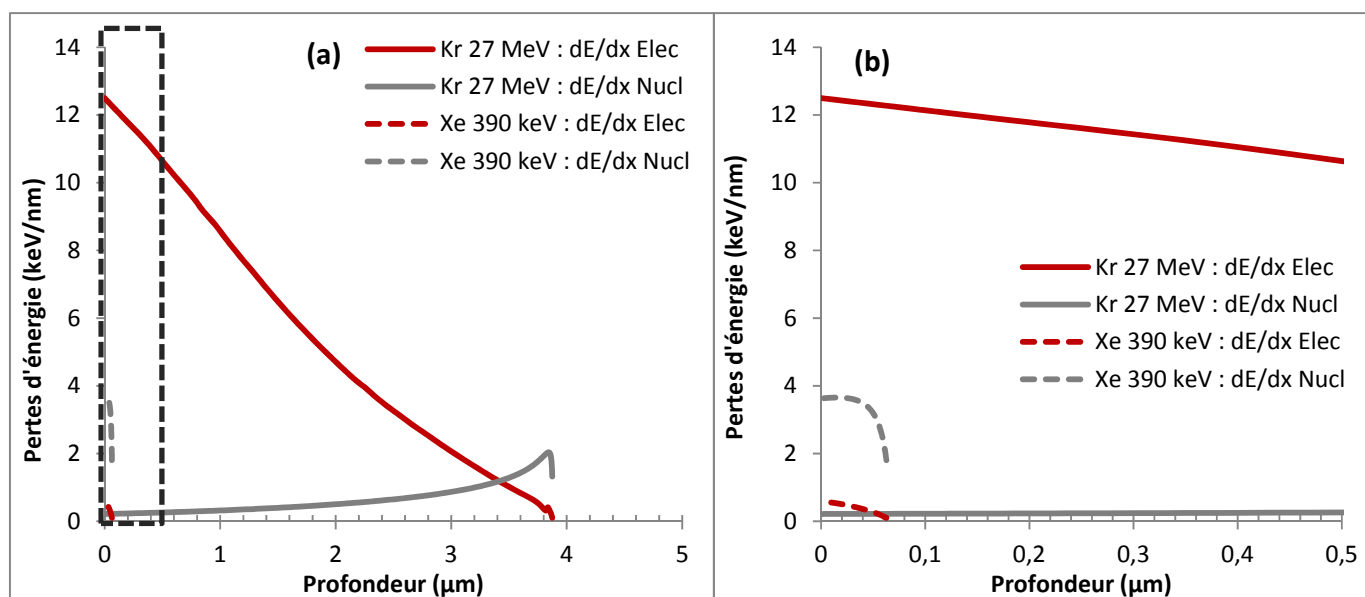 (a)
Kr 27 MeV : dE/dx Elec
Kr 27 MeV : dE/dx Nucl
Xe 390 keV : dE/dx Elec
Xe 390 keV : dE/dx Nucl
Pertes d'énergie (keV/nm)
14
12
10
8
6
4
2
0
0 1 2 3 4 5
Profondeur (µm)
(b)
Kr 27 MeV : dE/dx Elec
Kr 27 MeV : dE/dx Nucl
Xe 390 keV : dE/dx Elec
Xe 390 keV : dE/dx Nucl
Pertes d'énergie (keV/nm)
14
12
10
8
6
4
2
0
0 0,1 0,2 0,3 0,4 0,5
Profondeur (µm)